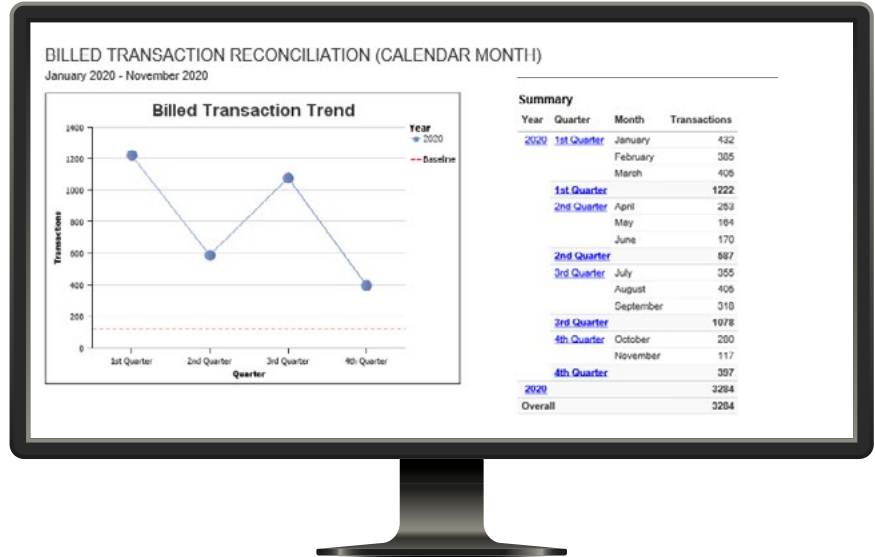 BILLED TRANSACTION RECONCILIATION (CALENDAR MONTH)
January 2020 - November 2020
Billed Transaction Trend
Year
2020
Baseline
1400
1200
1000
800
600
400
200
0
Transactions
1st Quarter 2nd Quarter 3rd Quarter 4th Quarter
Quarter
Summary
Year Quarter Month Transactions
2020 1st Quarter January 432
February 385
March 405
1st Quarter 1222
2nd Quarter April 253
May 164
June 170
2nd Quarter 587
3rd Quarter July 355
August 405
September 318
3rd Quarter 1078
4th Quarter October 280
November 117
4th Quarter 397
2020 3284
Overall 3284